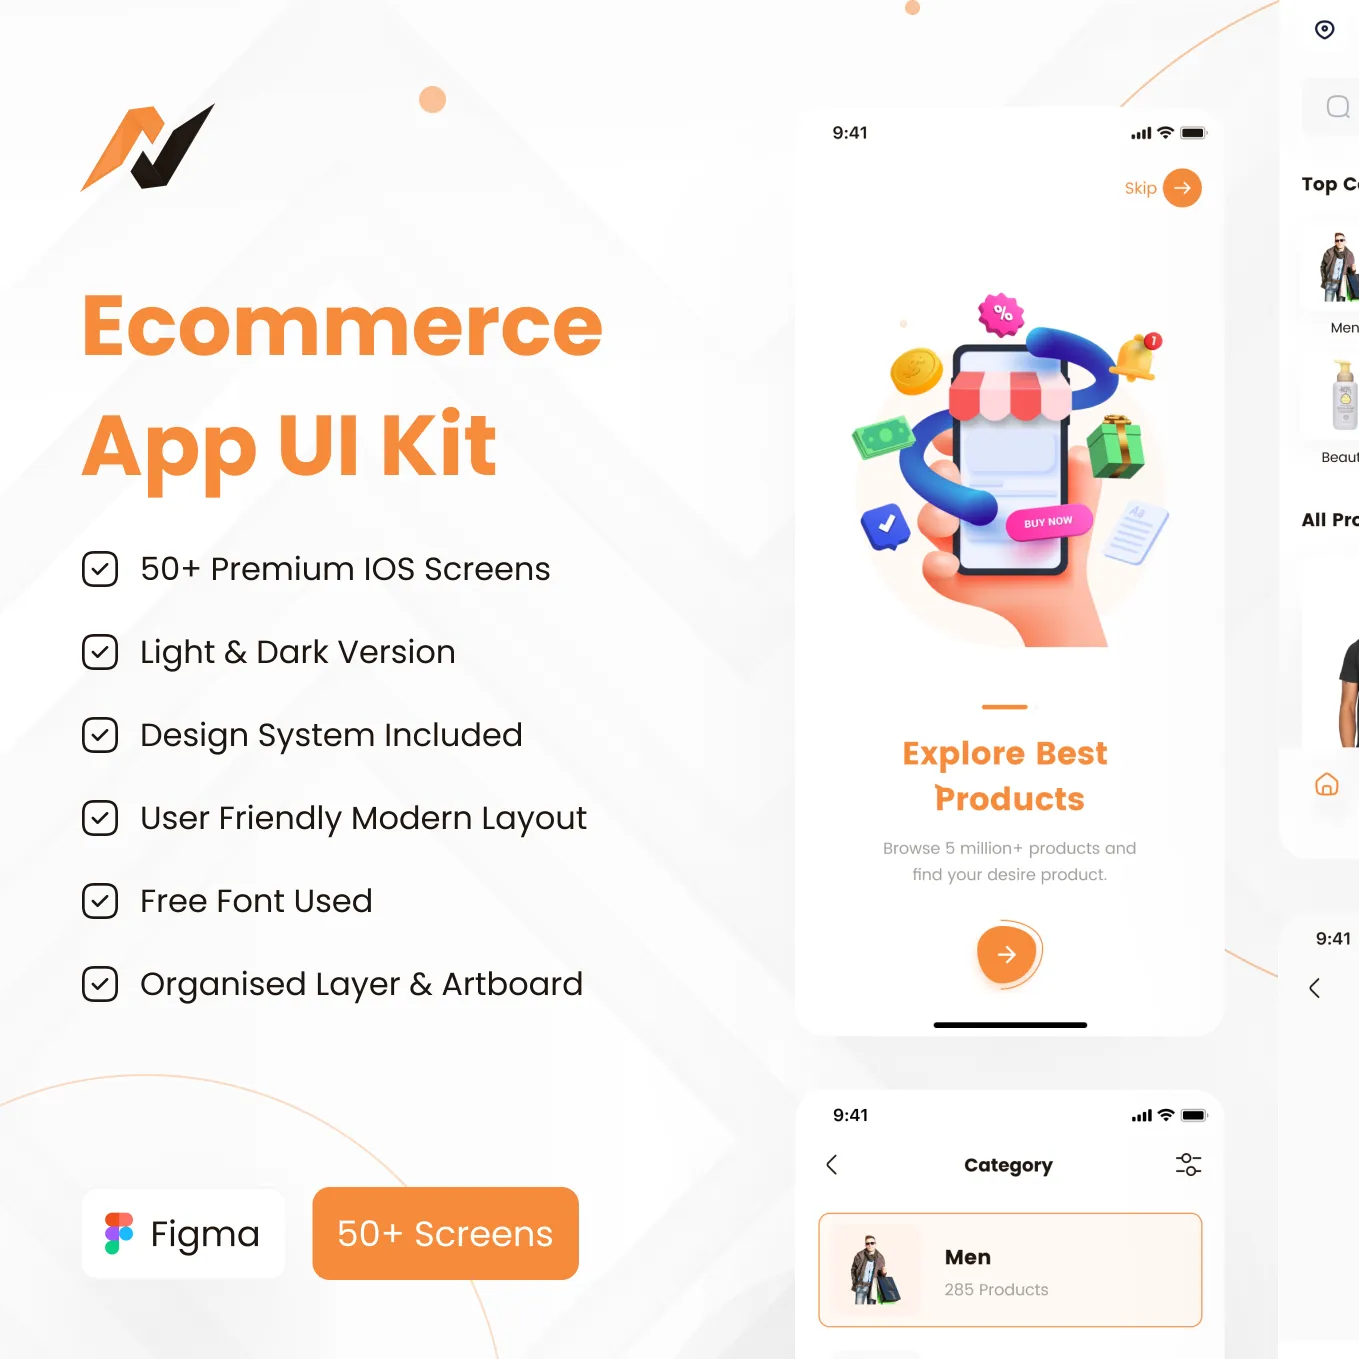 Ecommerce
App UI Kit
50+ Premium IOS Screens
Light & Dark Version
Design System Included
User Friendly Modern Layout
Free Font Used
Organised Layer & Artboard
Figma
50+ Screens
9:41
Skip
%
1
BUY NOW
Aa
Explore Best
Products
Browse 5 million+ products and
find your desire product.
9:41
Category
Men
285 Products
Top C
Men
Beaut
All Pro
9:41